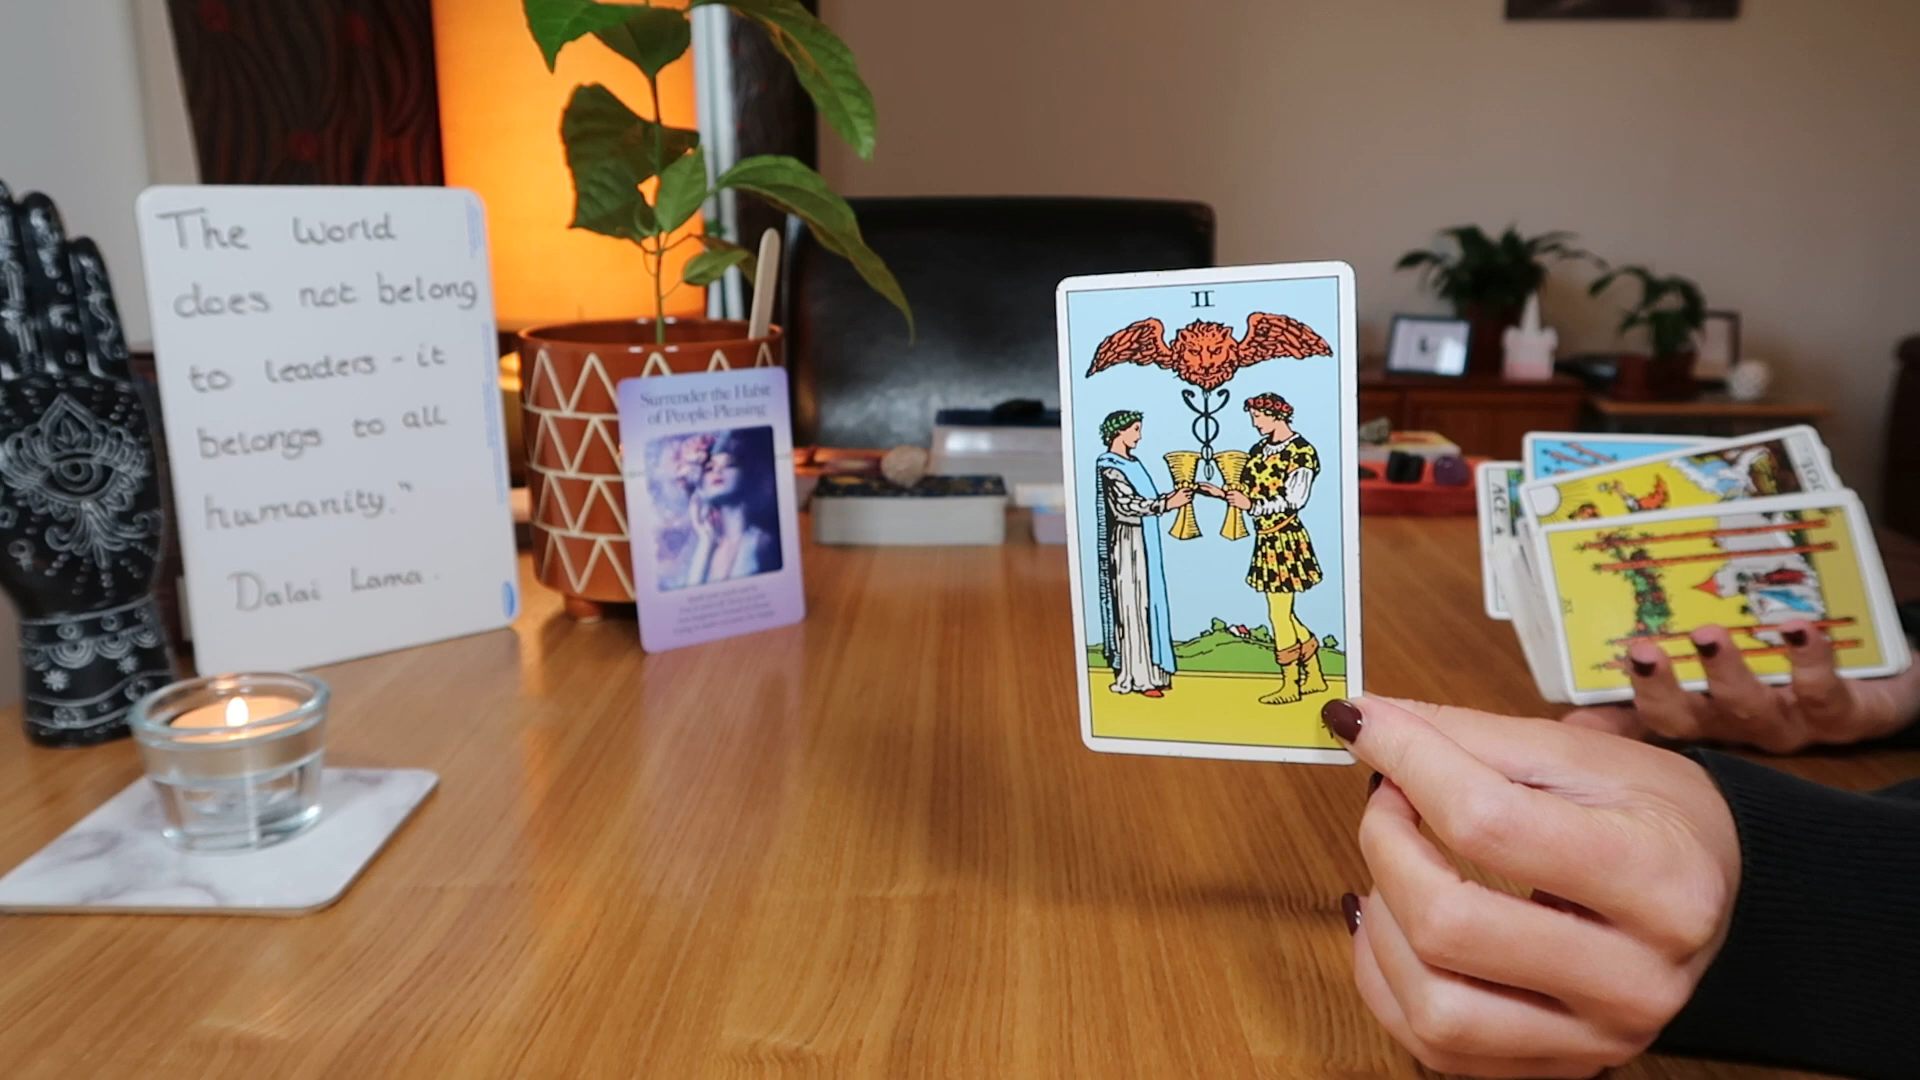 The World
does not belong
to leaders - it
belongs to all
humanity."
Dalai Lama.
Surrender the Habit
of People-Pleasing
II
ACE